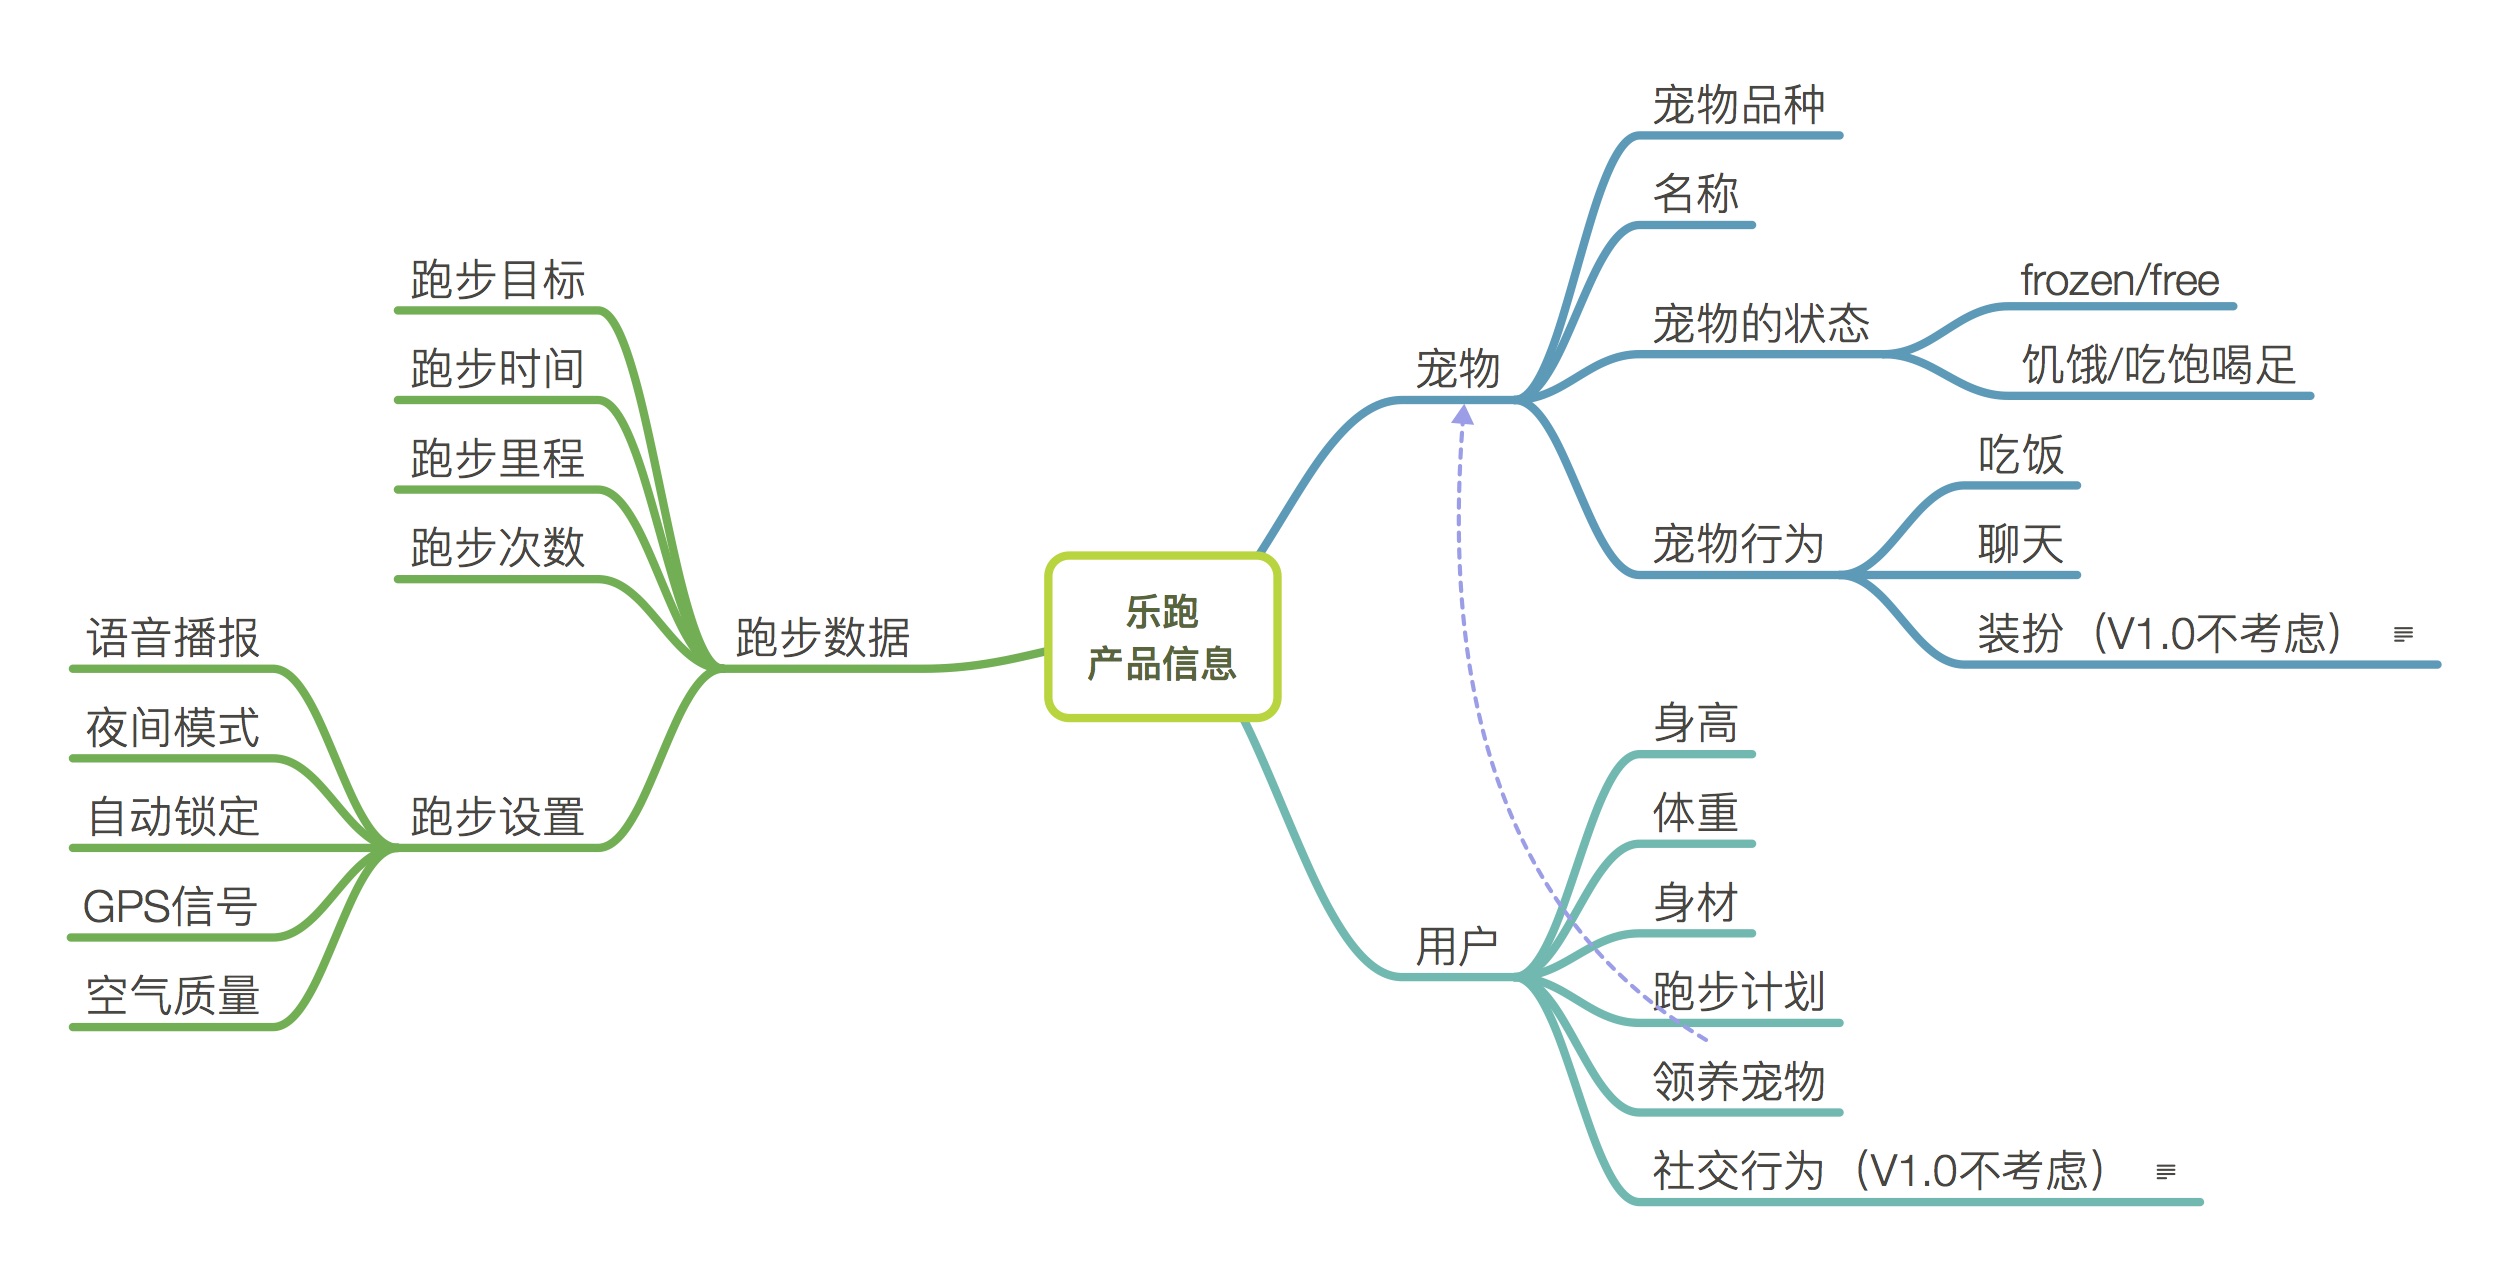 乐跑
产品信息
宠物
宠物品种
名称
宠物的状态
frozen/free
饥饿/吃饱喝足
宠物行为
吃饭
聊天
装扮（V1.0不考虑）
用户
身高
体重
身材
跑步计划
领养宠物
社交行为（V1.0不考虑）
跑步数据
跑步目标
跑步时间
跑步里程
跑步次数
跑步设置
语音播报
夜间模式
自动锁定
GPS信号
空气质量